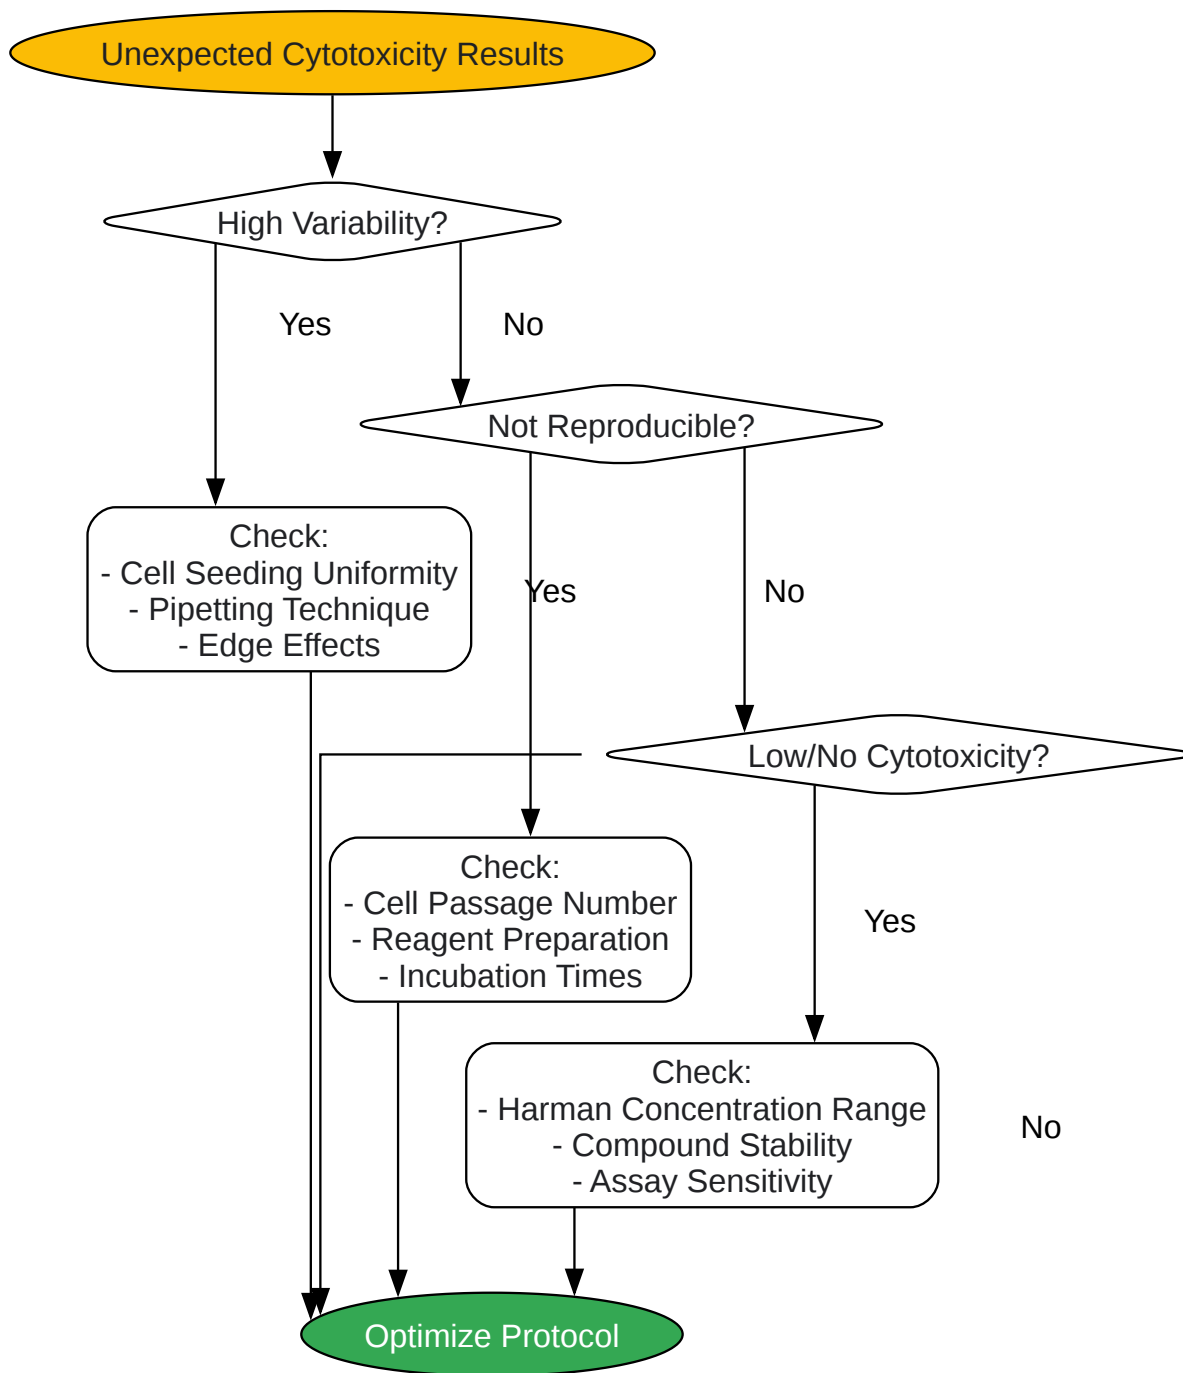 Unexpected Cytotoxicity Results
High Variability?
Yes
No
Not Reproducible?
Check:
- Cell Seeding Uniformity
- Pipetting Technique
- Edge Effects
Yes
No
Low/No Cytotoxicity?
Check:
- Cell Passage Number
- Reagent Preparation
- Incubation Times
Yes
Check:
- Harman Concentration Range
- Compound Stability
- Assay Sensitivity
No
Optimize Protocol